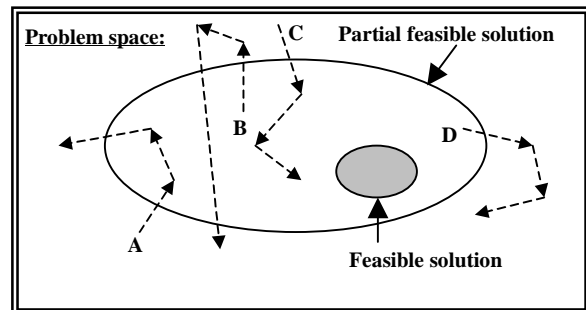 Problem space:
C
Partial feasible solution
B
D
A
Feasible solution